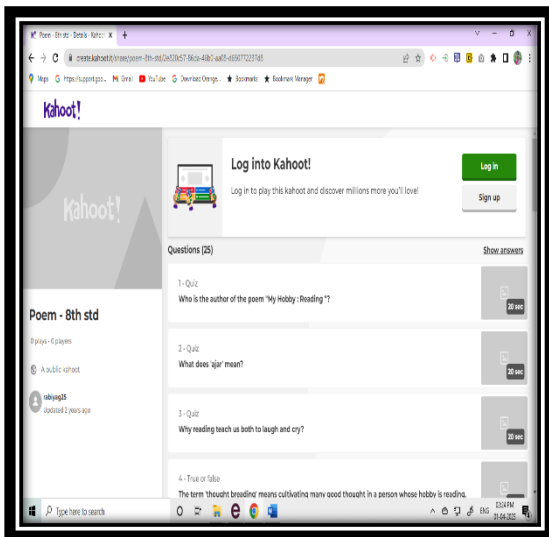 Poem - 8th std - Details - Kahoot!
create.kahoot.it/share/poem-8th-std/
Maps
M Gmail
YouTube
Bookmarks
Bookmark Manager
Kahoot!
Kahoot!
Log into Kahoot!
Log in to play this kahoot and discover millions more you'll love!
Log in
Sign up
Questions (25)
Show answers
1 - Quiz
Who is the author of the poem "My Hobby : Reading "?
20 sec
2 - Quiz
What does 'ajar' mean?
20 sec
3 - Quiz
Why reading teach us both to laugh and cry?
20 sec
4 - True or false
The term 'thought breading' means cultivating many good thought in a person whose hobby is reading.
Poem - 8th std
0 plays · 0 players
A public kahoot
rabiyag25
Updated 2 years ago
Type here to search
ENG